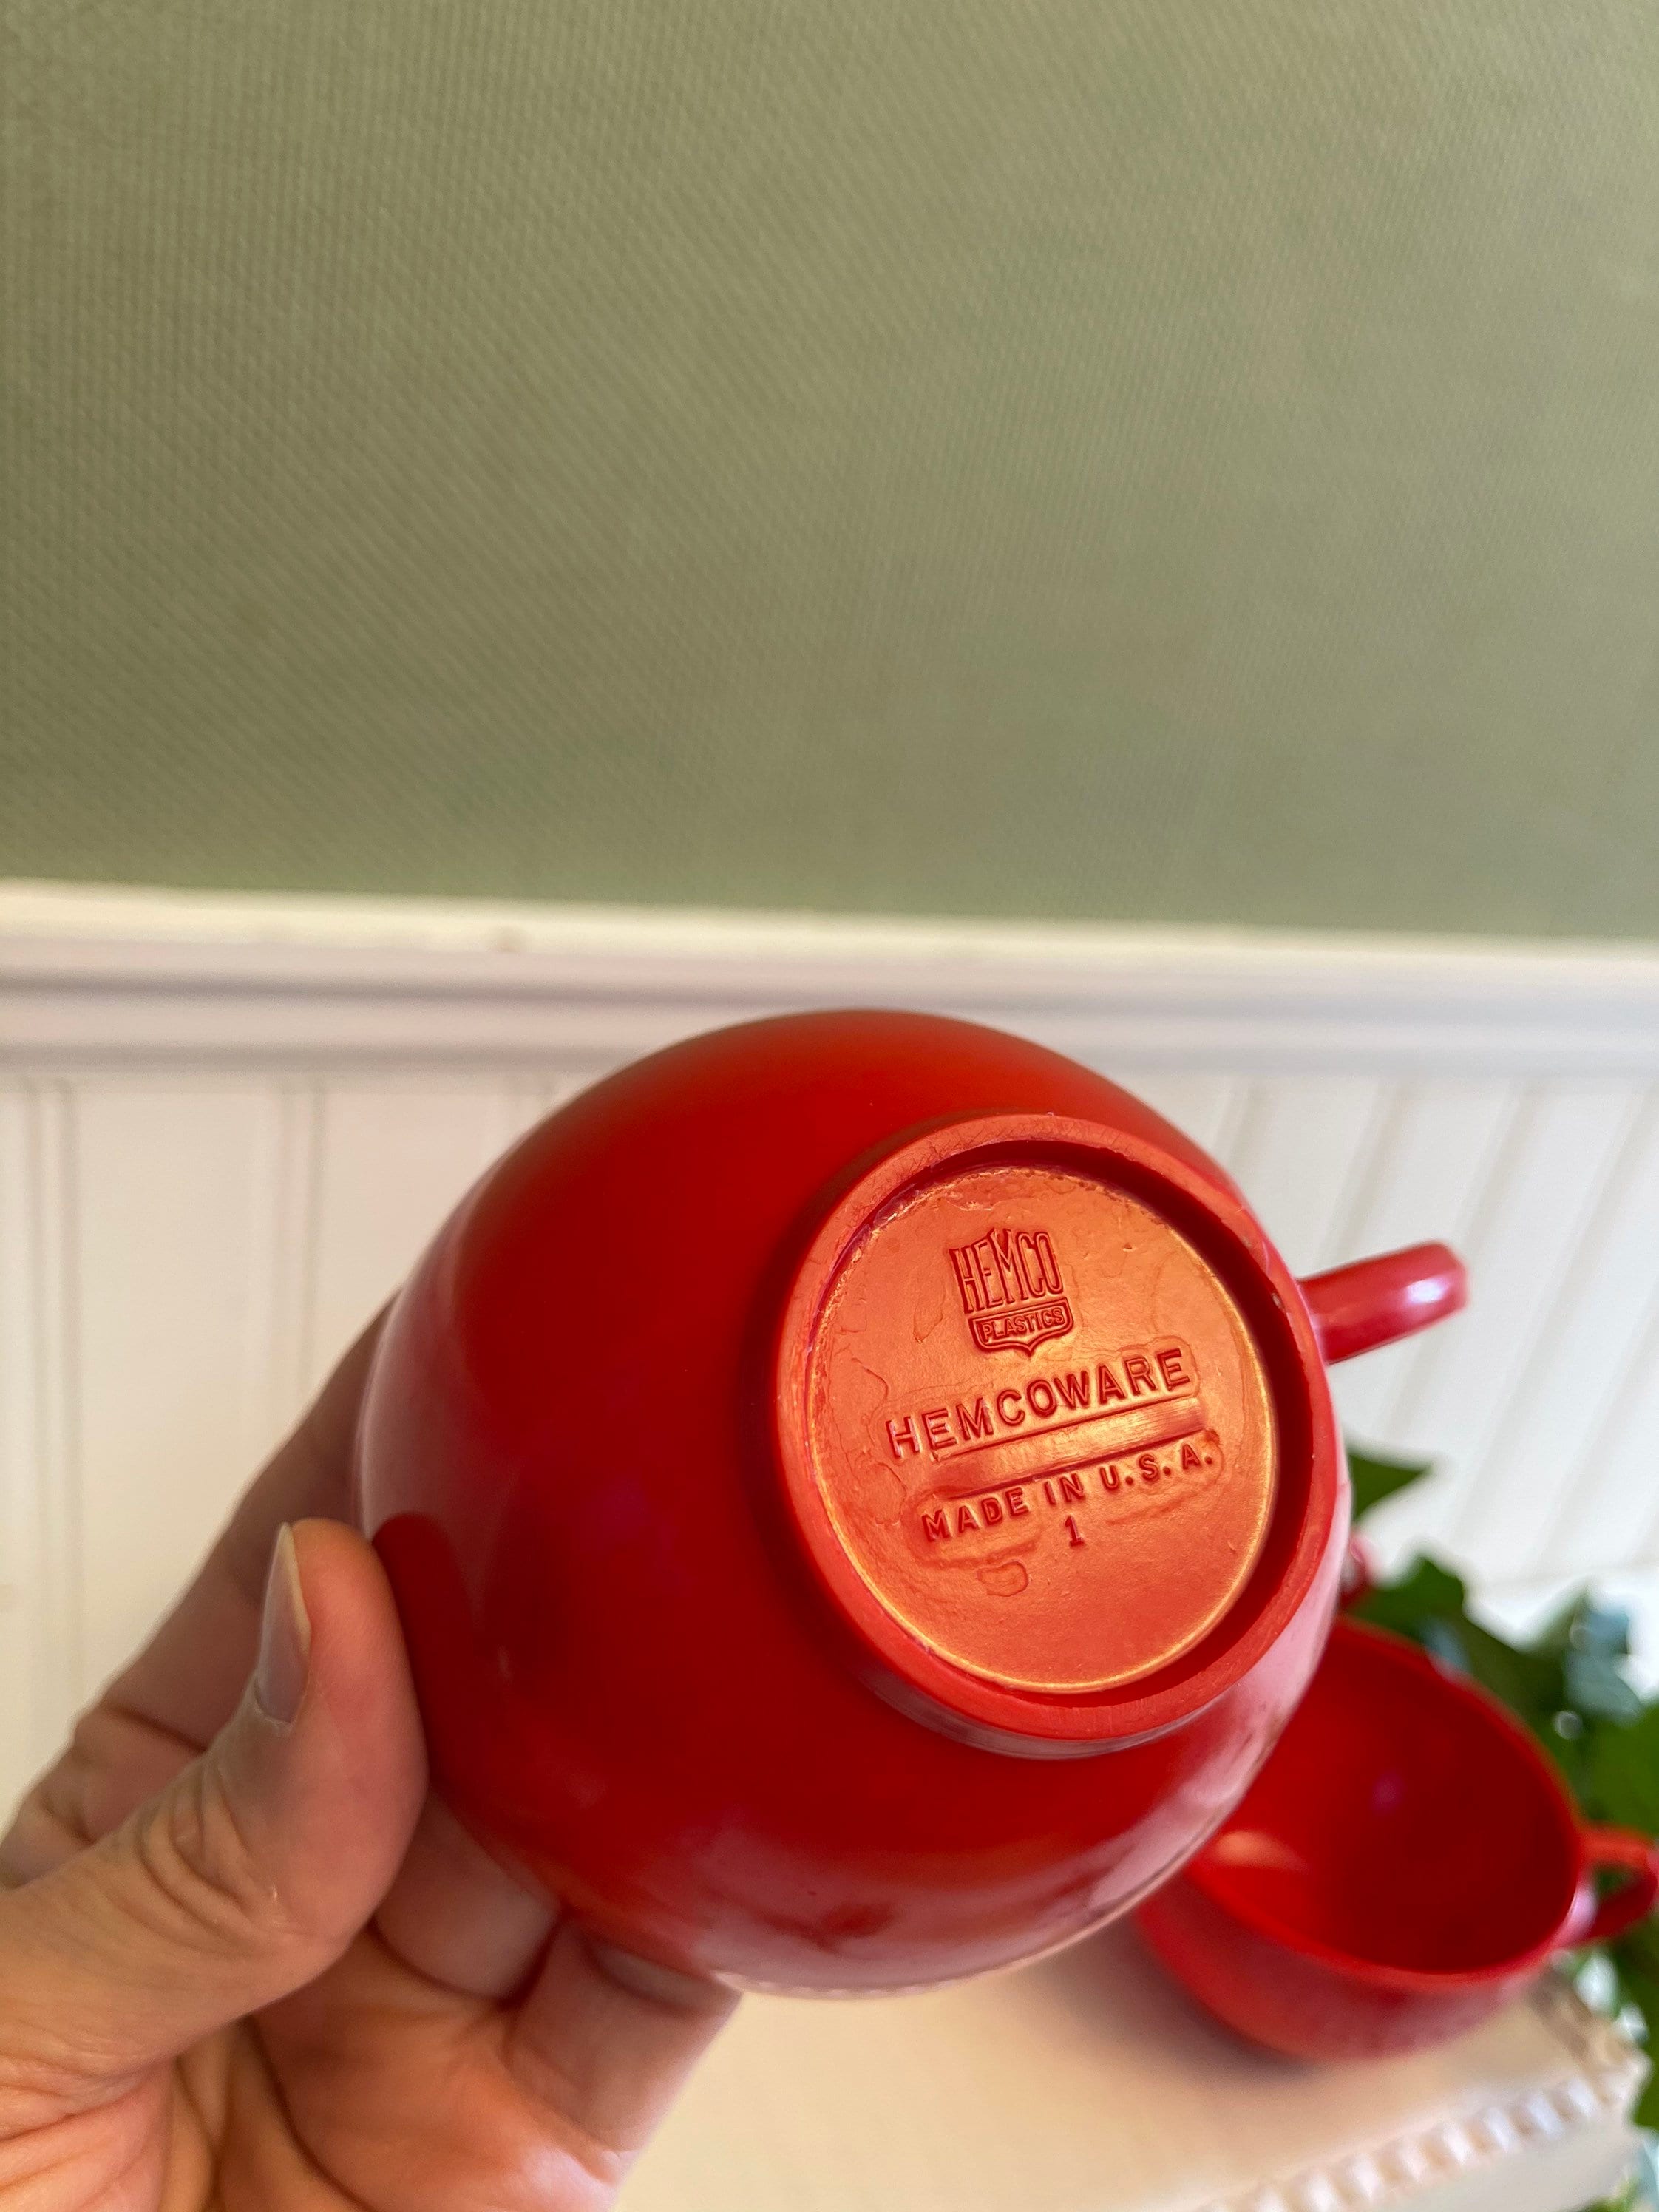 HEMCO
PLASTICS
HEMCOWARE
MADE IN U.S.A.
1